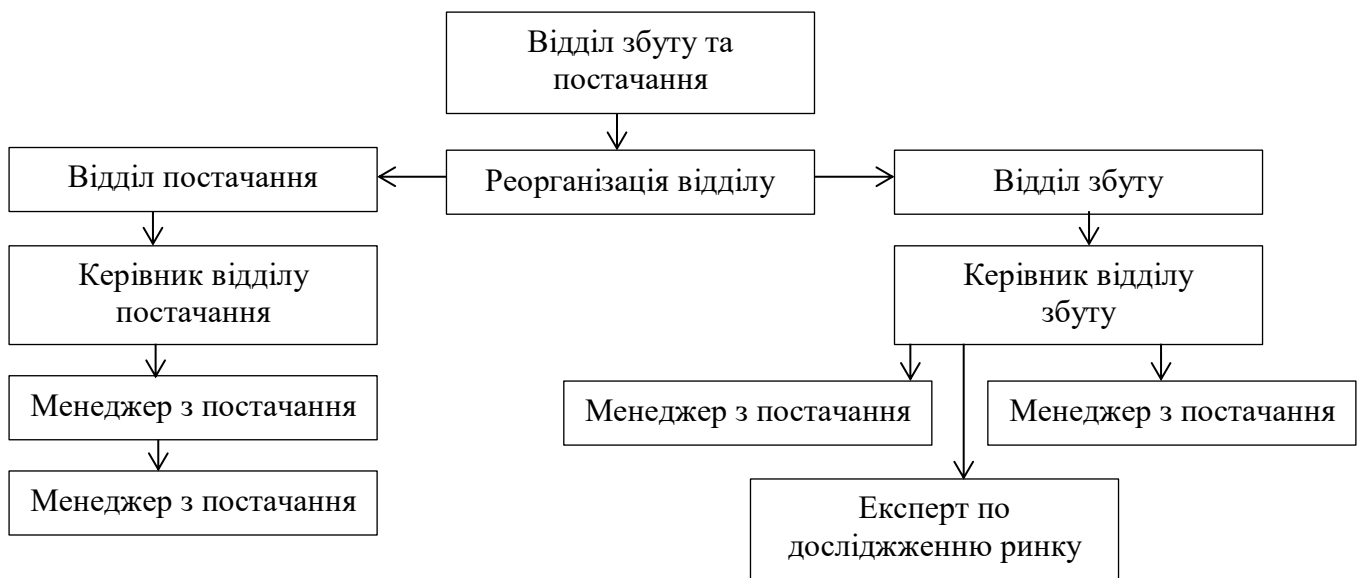 Відділ збуту та
постачання
Відділ постачання
Реорганізація відділу
Відділ збуту
Керівник відділу
постачання
Керівник відділу
збуту
Менеджер з постачання
Менеджер з постачання
Менеджер з постачання
Менеджер з постачання
Експерт по
досліджженню ринку